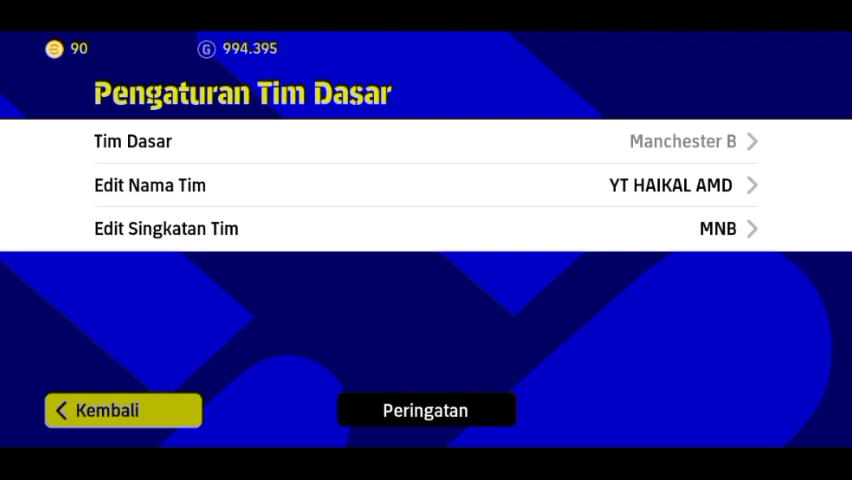 90 G 994.395
Pengaturan Tim Dasar
Tim Dasar Manchester B
Edit Nama Tim YT HAIKAL AMD
Edit Singkatan Tim MNB
Kembali Peringatan